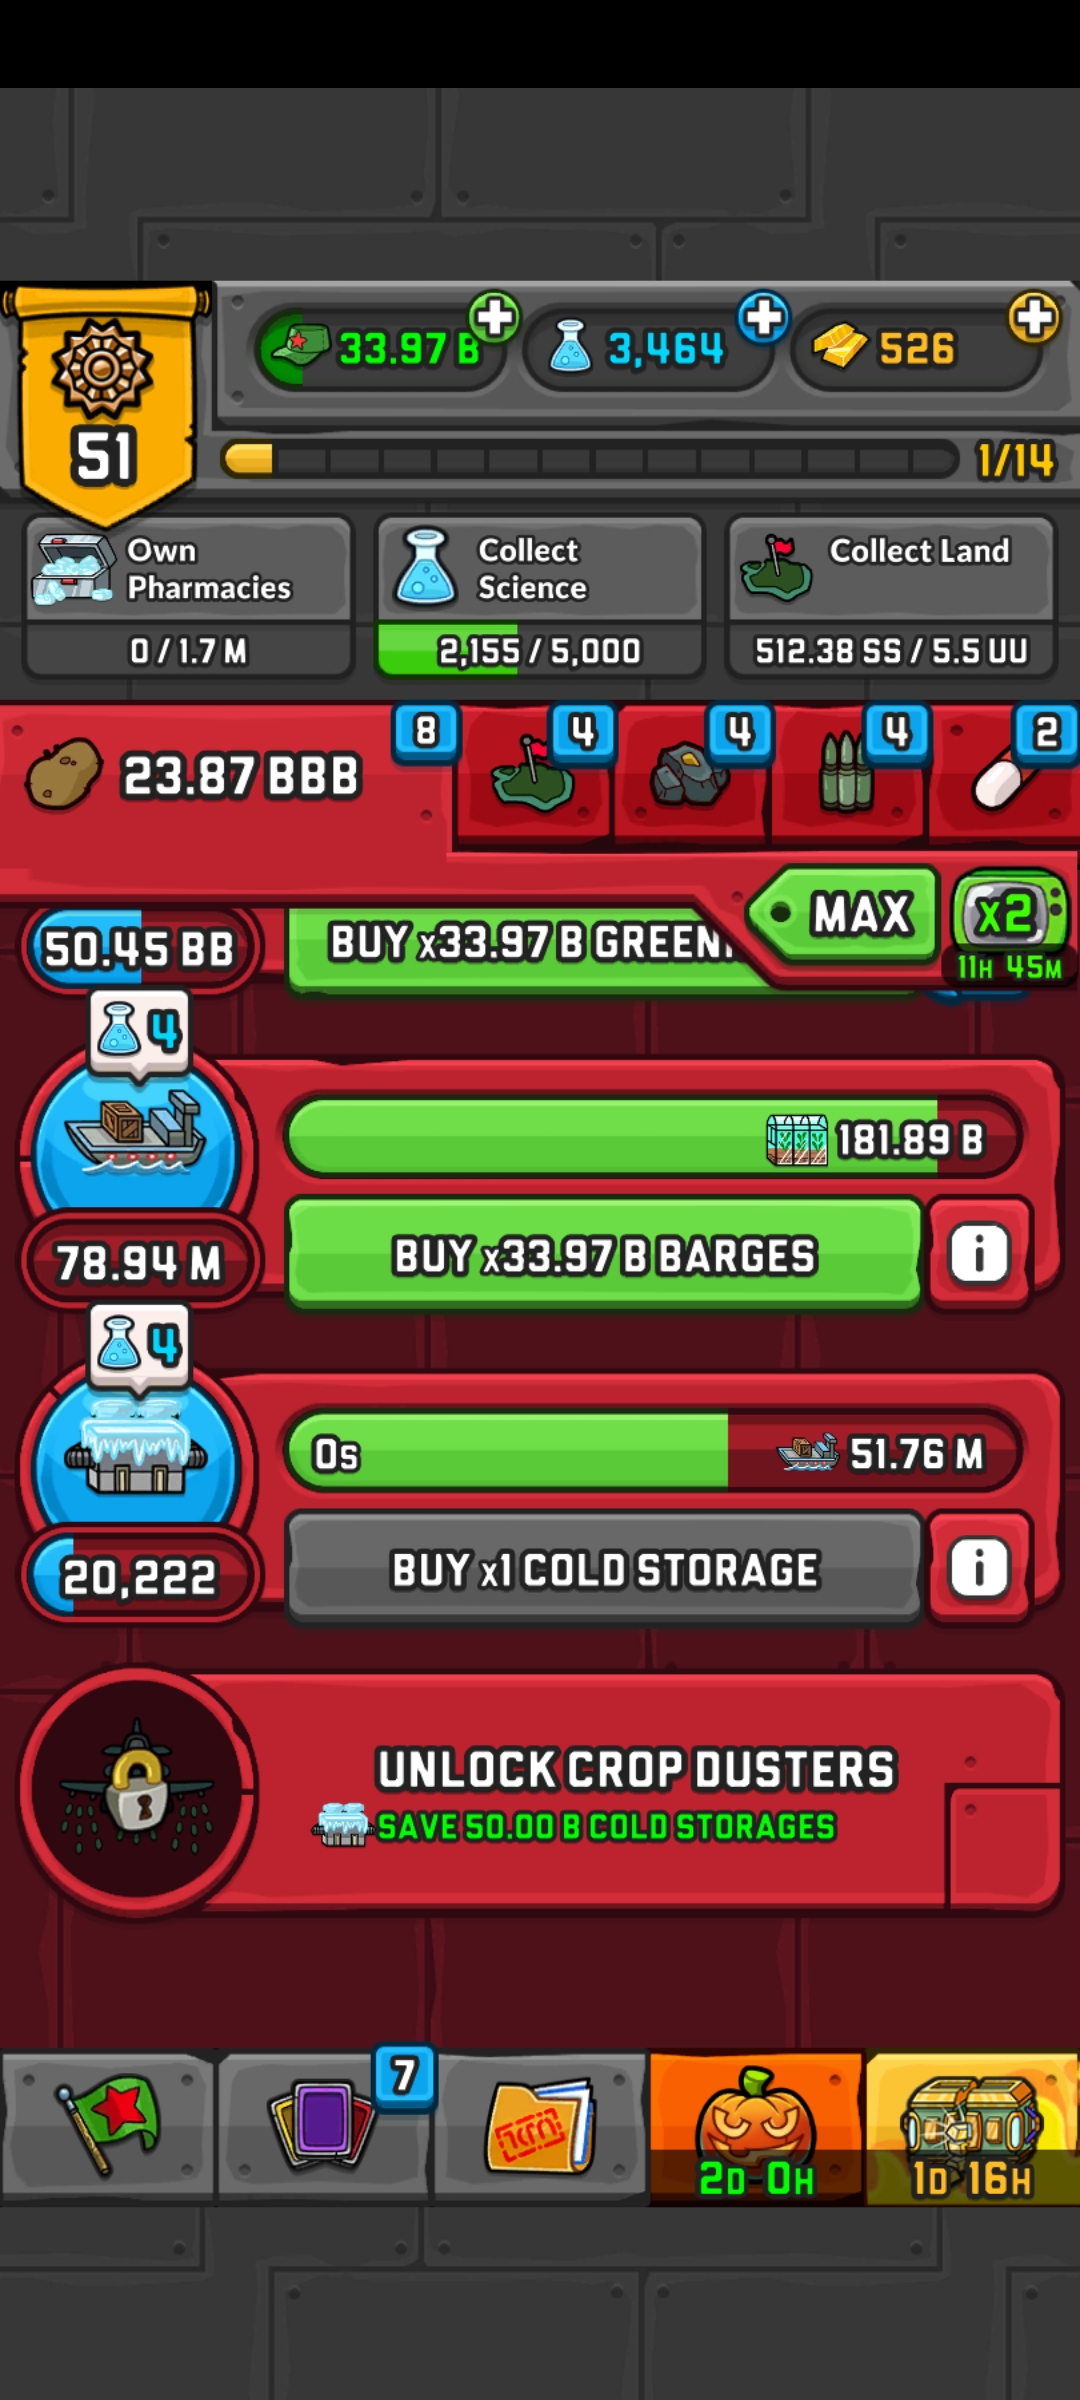 33.97 B
3,464
526
51
1/14
Own
Pharmacies
0 / 1.7 M
Collect
Science
2,155 / 5,000
Collect Land
512.38 SS / 5.5 UU
23.87 BBB
8
4
4
4
2
MAX
x2
11H 45M
50.45 BB
BUY x33.97 B
4
181.89 B
BUY x33.97 B BARGES
78.94 M
4
0s
51.76 M
BUY x1 COLD STORAGE
20,222
UNLOCK CROP DUSTERS
SAVE 50.00 B COLD STORAGES
7
2D 0H
1D 16H